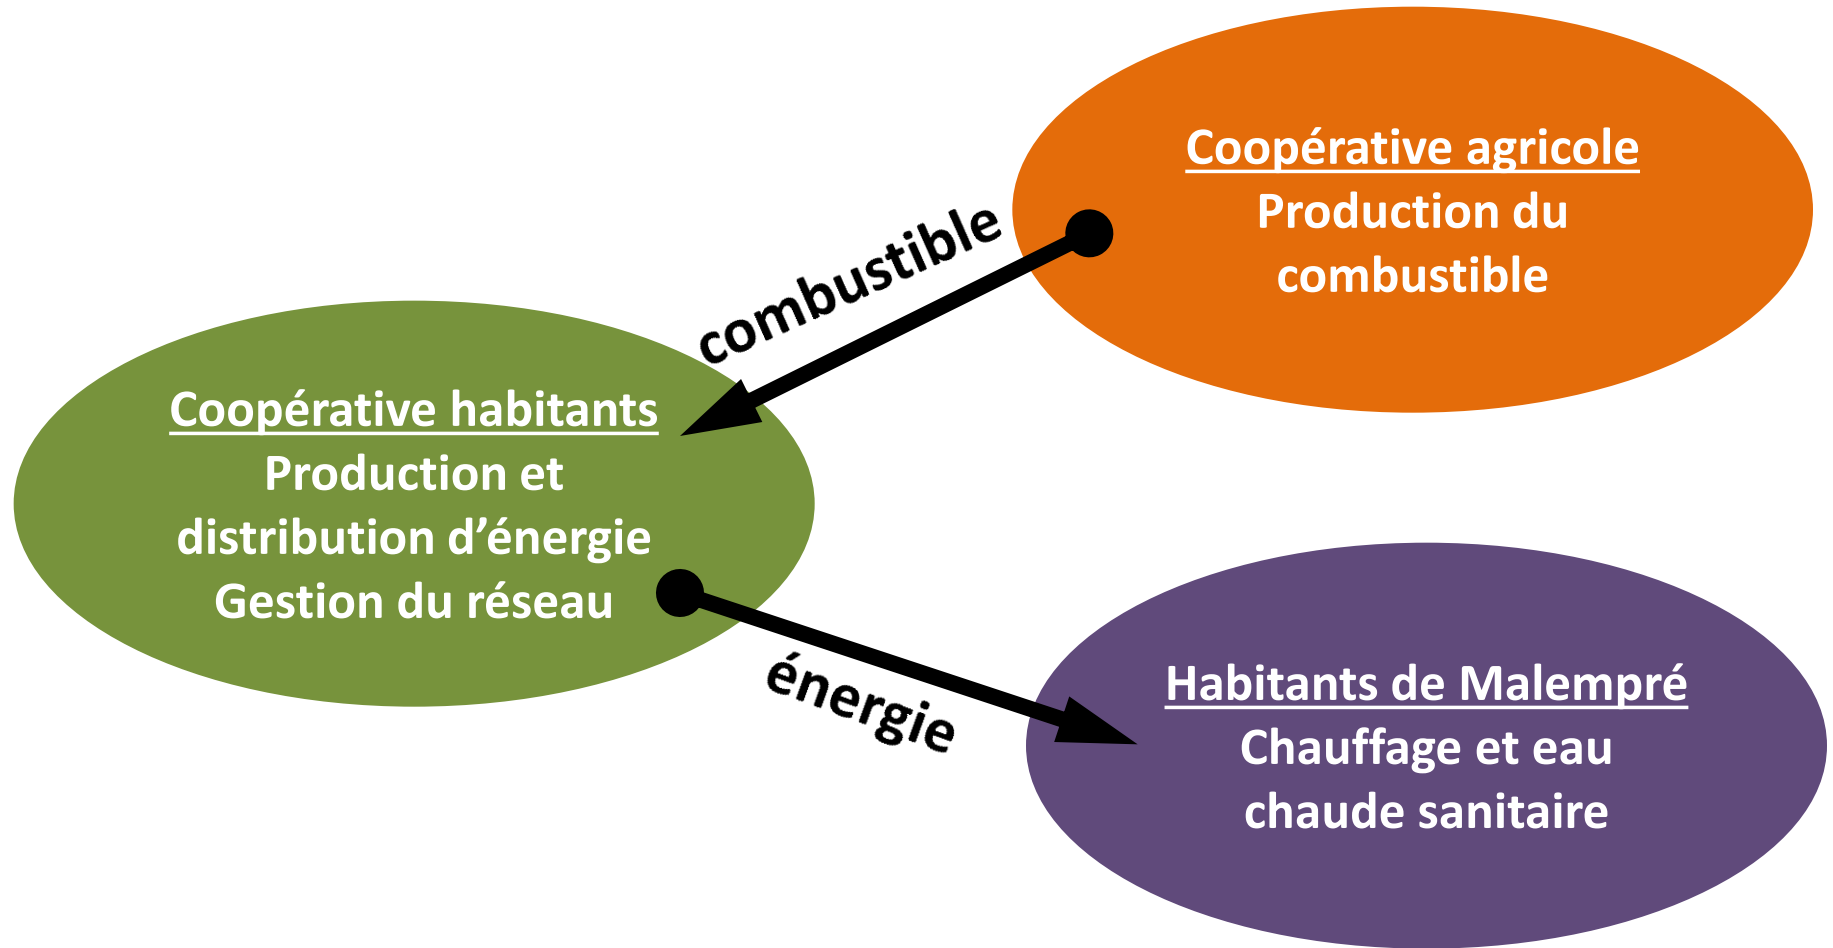 Coopérative agricole
Production du
combustible
combustible
Coopérative habitants
Production et
distribution d’énergie
Gestion du réseau
énergie
Habitants de Malempré
Chauffage et eau
chaude sanitaire